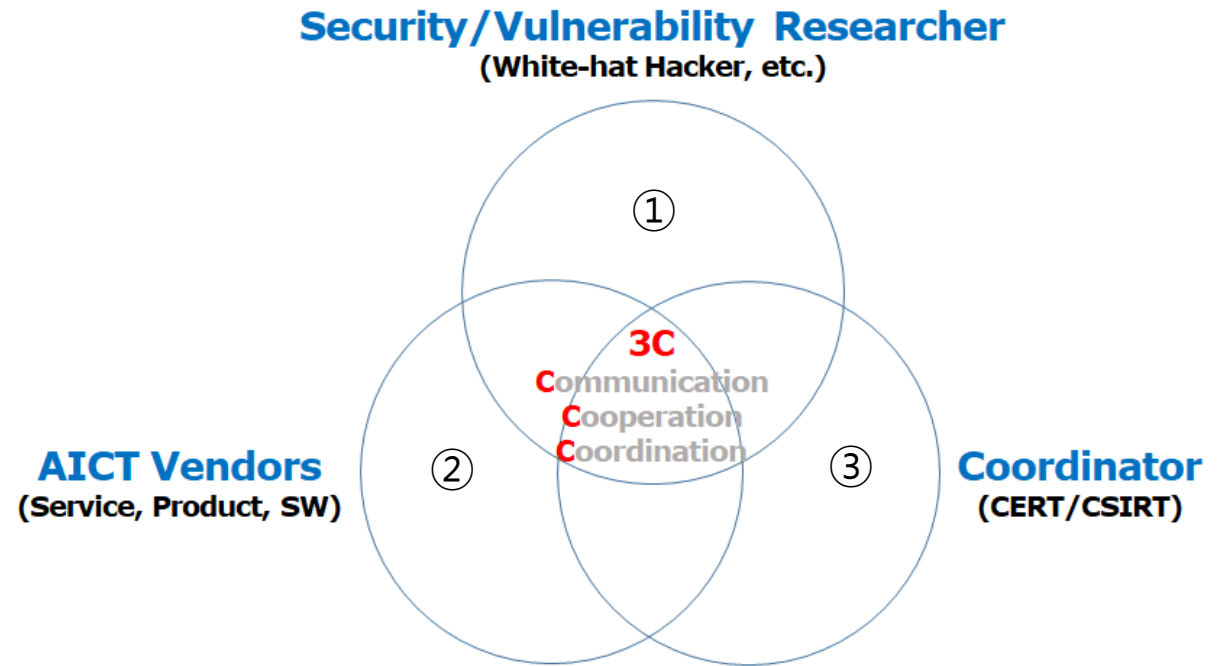 Security/Vulnerability Researcher
(White-hat Hacker, etc.)
①
3C
Communication
Cooperation
Coordination
AICT Vendors
(Service, Product, SW)
②
③
Coordinator
(CERT/CSIRT)